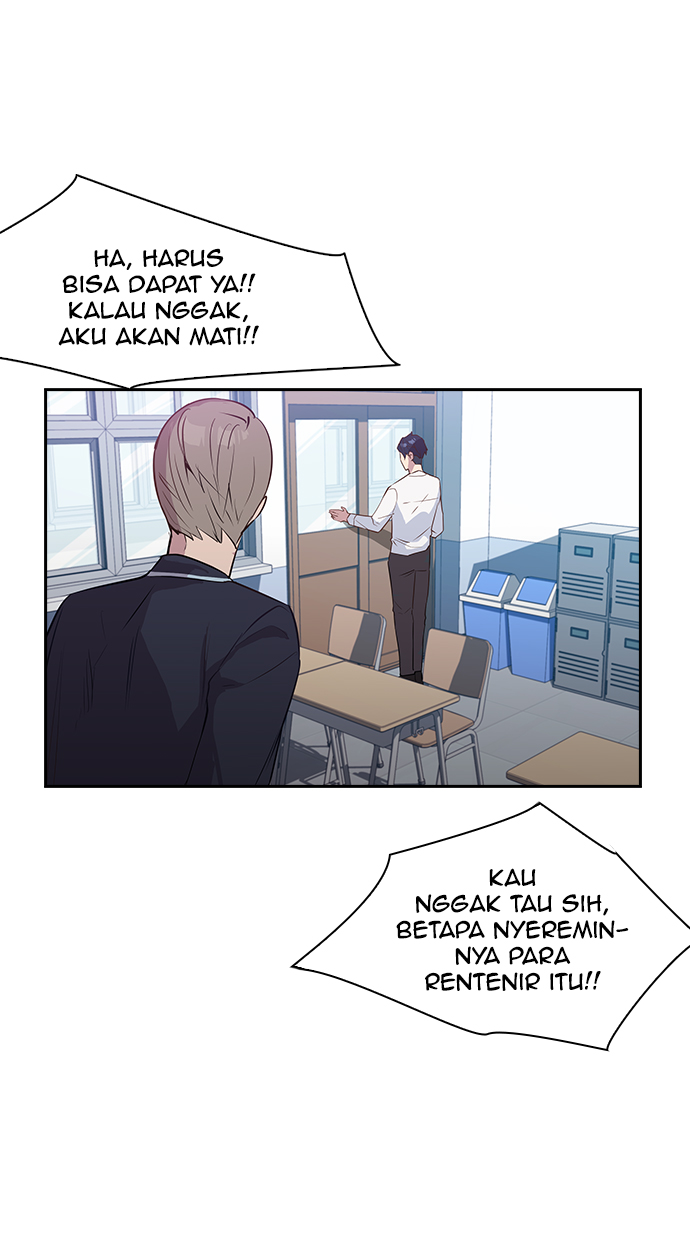 HA, HARUS
BISA DAPAT YA!!
KALAU NGGAK,
AKU AKAN MATI!!
KAU
NGGAK TAU SIH,
BETAPA NYEREMIN-
NYA PARA
RENTENIR ITU!!